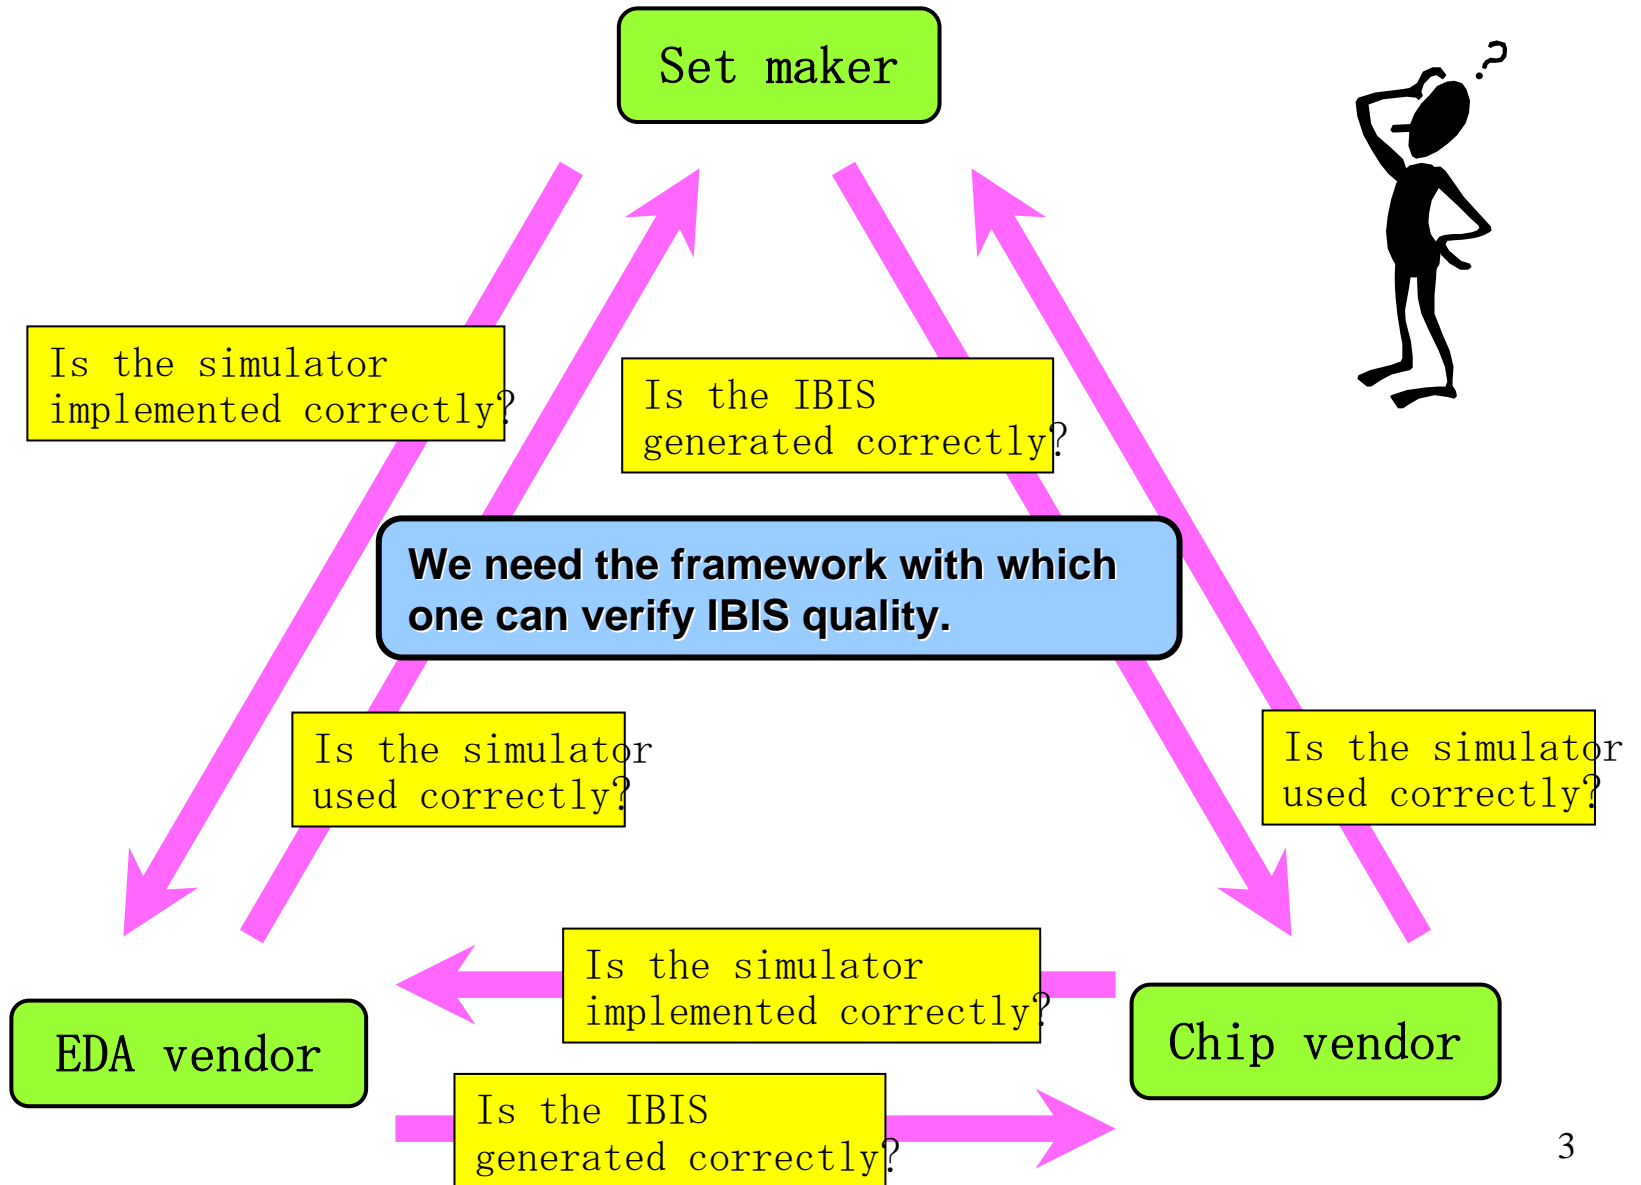 Set maker
?
Is the simulator
implemented correctly?
Is the IBIS
generated correctly?
We need the framework with which
one can verify IBIS quality.
Is the simulator
used correctly?
Is the simulator
used correctly?
Is the simulator
implemented correctly?
EDA vendor
Chip vendor
Is the IBIS
generated correctly?
3